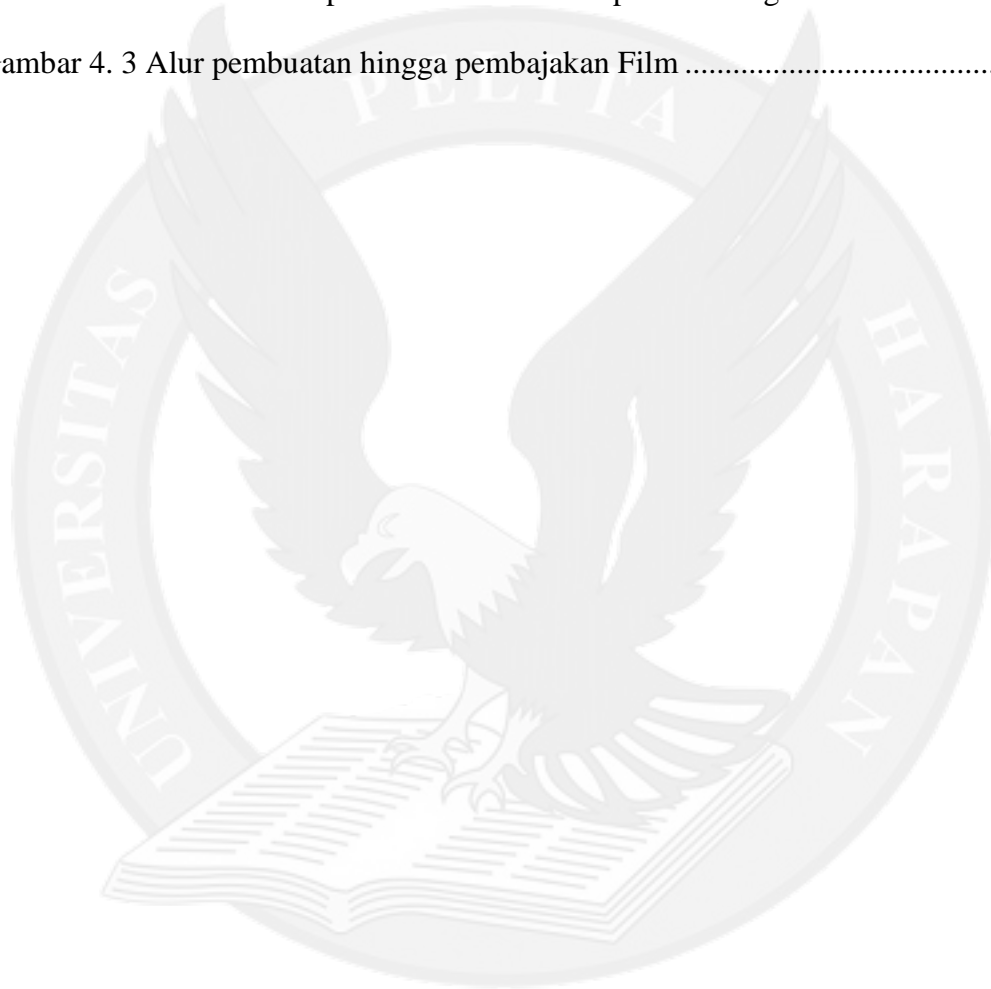 ambar 4. 3 Alur pembuatan hingga pembajakan Film .......................................
PELITA
UNIVERSITAS
HARAPAN